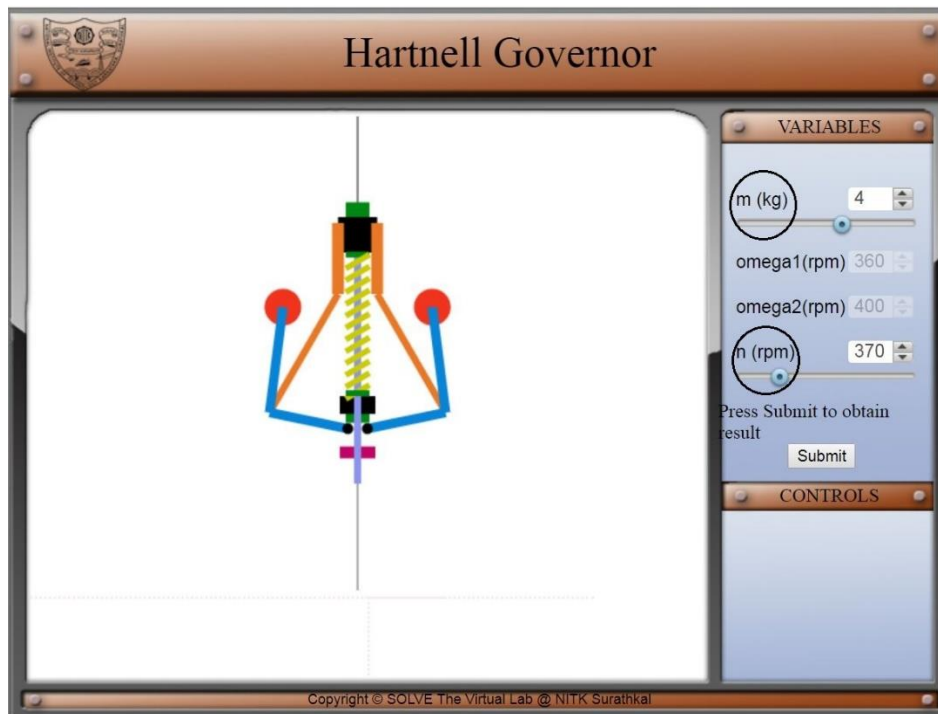 Hartnell Governor
VARIABLES
m (kg) 4
omega1(rpm) 360
omega2(rpm) 400
n (rpm) 370
Press Submit to obtain
result
Submit
CONTROLS
Copyright © SOLVE The Virtual Lab @ NITK Surathkal